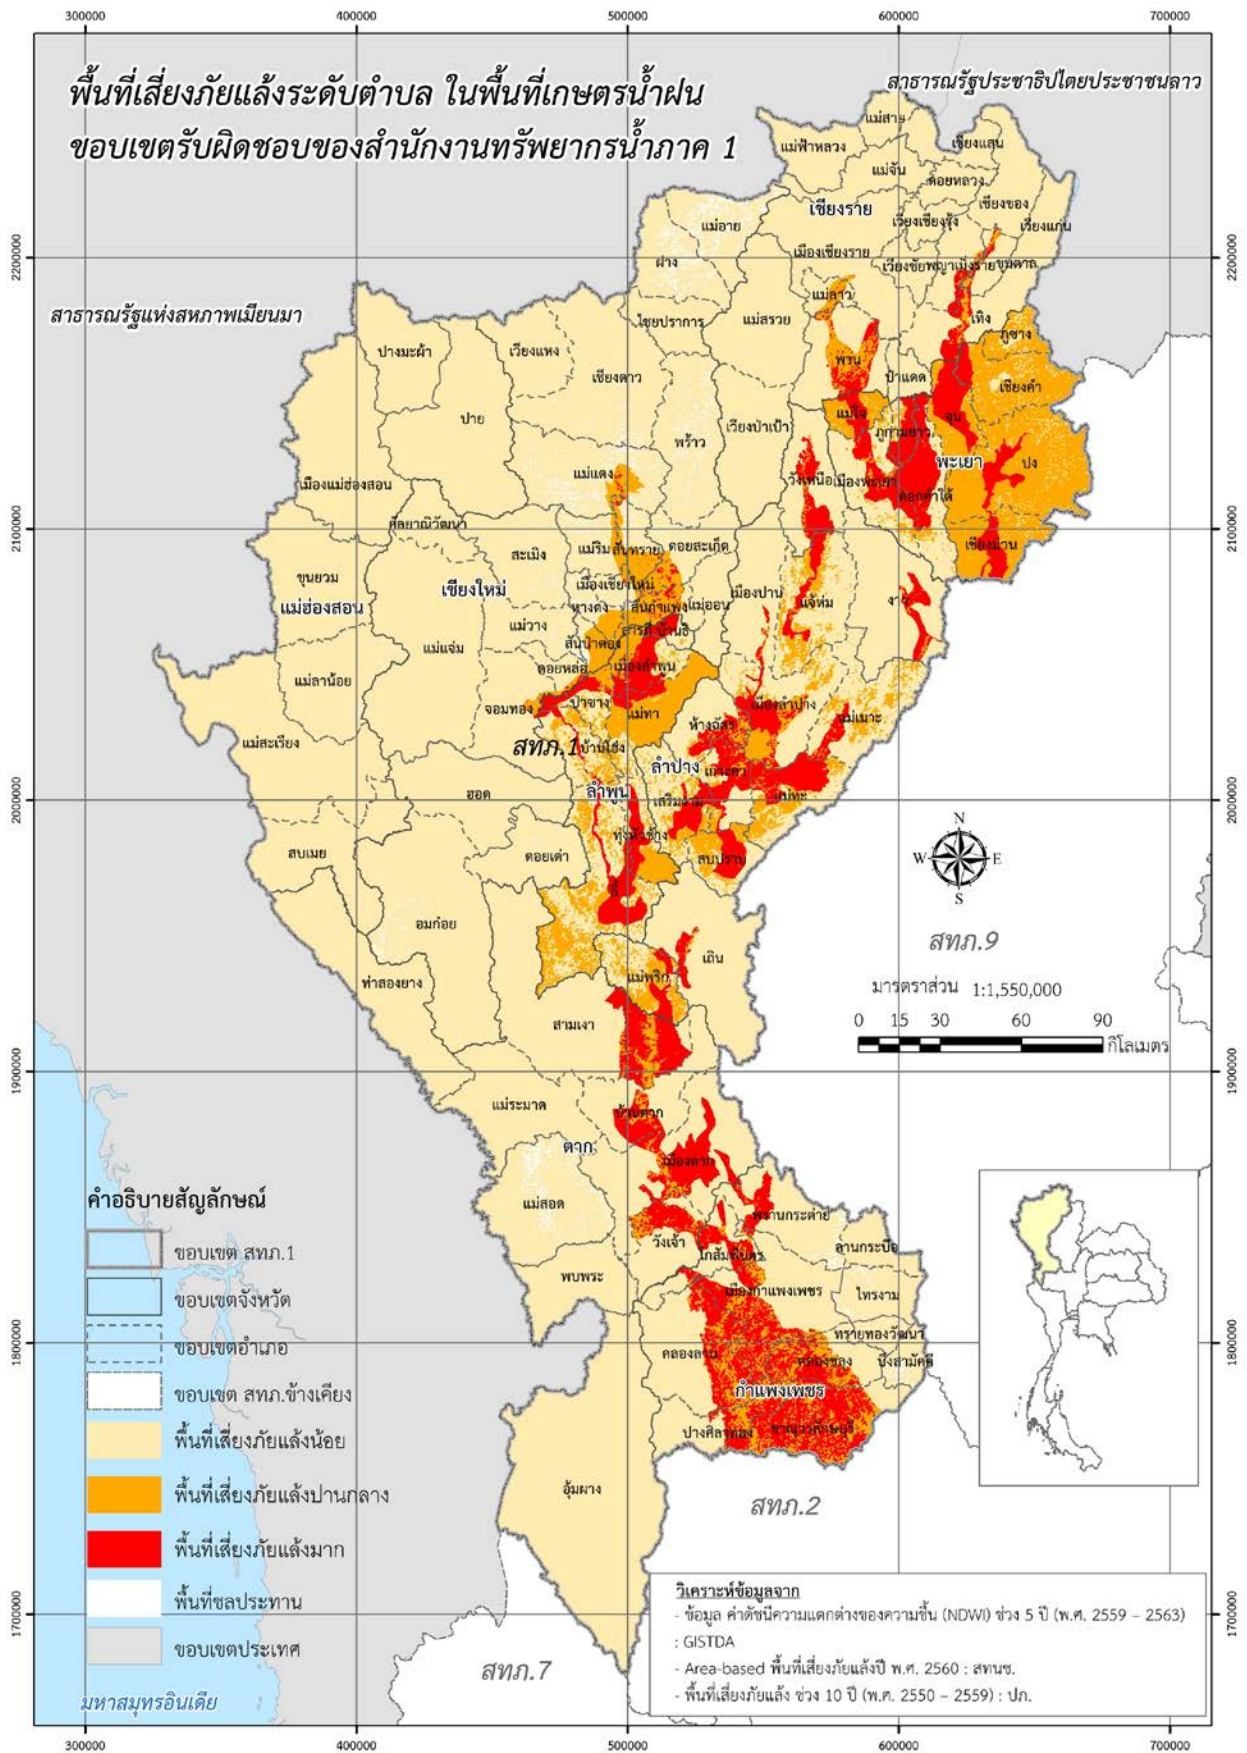 300000 400000 500000 600000 700000
พื้นที่เสี่ยงภัยแล้งระดับตำบล ในพื้นที่เกษตรน้ำฝน
ขอบเขตรับผิดชอบของสำนักงานทรัพยากรน้ำภาค 1
สาธารณรัฐประชาธิปไตยประชาชนลาว
สาธารณรัฐแห่งสหภาพเมียนมา
แม่สาย
เชียงแสน
แม่ฟ้าหลวง
แม่จัน
ดอยหลวง
เชียงของ
เชียงราย
เวียงเชียงรุ้ง
เวียงแก่น
แม่อาย
เมืองเชียงราย
ฝาง
เวียงชัย
พญาเม็งราย
ขุนตาล
แม่ลาว
ไชยปราการ
แม่สรวย
เทิง
ภูซาง
ปางมะผ้า
เวียงแหง
เชียงดาว
พาน
ป่าแดด
เชียงคำ
ปาย
พร้าว
เวียงป่าเป้า
แม่ใจ
ภูกามยาว
จุน
พะเยา
ปง
แม่แตง
เมืองแม่ฮ่องสอน
วังเหนือ
เมืองพะเยา
ดอกคำใต้
กัลยาณิวัฒนา
สะเมิง
แม่ริม
สันทราย
ดอยสะเก็ด
เชียงม่วน
ขุนยวม
เชียงใหม่
เมืองเชียงใหม่
เมืองปาน
แม่ฮ่องสอน
หางดง
สันกำแพง
แม่ออน
แจ้ห่ม
งาว
แม่วาง
สารภี
บ้านธิ
แม่แจ่ม
สันป่าตอง
ดอยหล่อ
เมืองลำพูน
แม่ลาน้อย
จอมทอง
ป่าซาง
แม่ทา
เมืองลำปาง
แม่เมาะ
ห้างฉัตร
แม่สะเรียง
สทภ.1
บ้านโฮ่ง
ลำปาง
เกาะคา
ลำพูน
ฮอด
เสริมงาม
แม่ทะ
ทุ่งหัวช้าง
สบเมย
ดอยเต่า
สบปราบ
ลี้
อมก๋อย
เถิน
แม่พริก
ท่าสองยาง
สามเงา
แม่ระมาด
บ้านตาก
ตาก
เมืองตาก
แม่สอด
พรานกระต่าย
วังเจ้า
โกสัมพีนคร
ลานกระบือ
พบพระ
เมืองกำแพงเพชร
ไทรงาม
ทรายทองวัฒนา
คลองลาน
คลองขลุง
บึงสามัคคี
กำแพงเพชร
ปางศิลาทอง
ขาณุวรลักษบุรี
อุ้มผาง
N
W E
S
สทภ.9
มาตราส่วน 1:1,550,000
0 15 30 60 90
กิโลเมตร
คำอธิบายสัญลักษณ์
ขอบเขต สทภ.1
ขอบเขตจังหวัด
ขอบเขตอำเภอ
ขอบเขต สทภ.ข้างเคียง
พื้นที่เสี่ยงภัยแล้งน้อย
พื้นที่เสี่ยงภัยแล้งปานกลาง
พื้นที่เสี่ยงภัยแล้งมาก
พื้นที่ชลประทาน
ขอบเขตประเทศ
มหาสมุทรอินเดีย
สทภ.2
สทภ.7
วิเคราะห์ข้อมูลจาก
- ข้อมูล ค่าดัชนีความแตกต่างของความชื้น (NDWI) ช่วง 5 ปี (พ.ศ. 2559 – 2563)
: GISTDA
- Area-based พื้นที่เสี่ยงภัยแล้งปี พ.ศ. 2560 : สทนช.
- พื้นที่เสี่ยงภัยแล้ง ช่วง 10 ปี (พ.ศ. 2550 – 2559) : ปภ.
2200000 2200000
2100000 2100000
2000000 2000000
1900000 1900000
1800000 1800000
1700000 1700000
300000 400000 500000 600000 700000